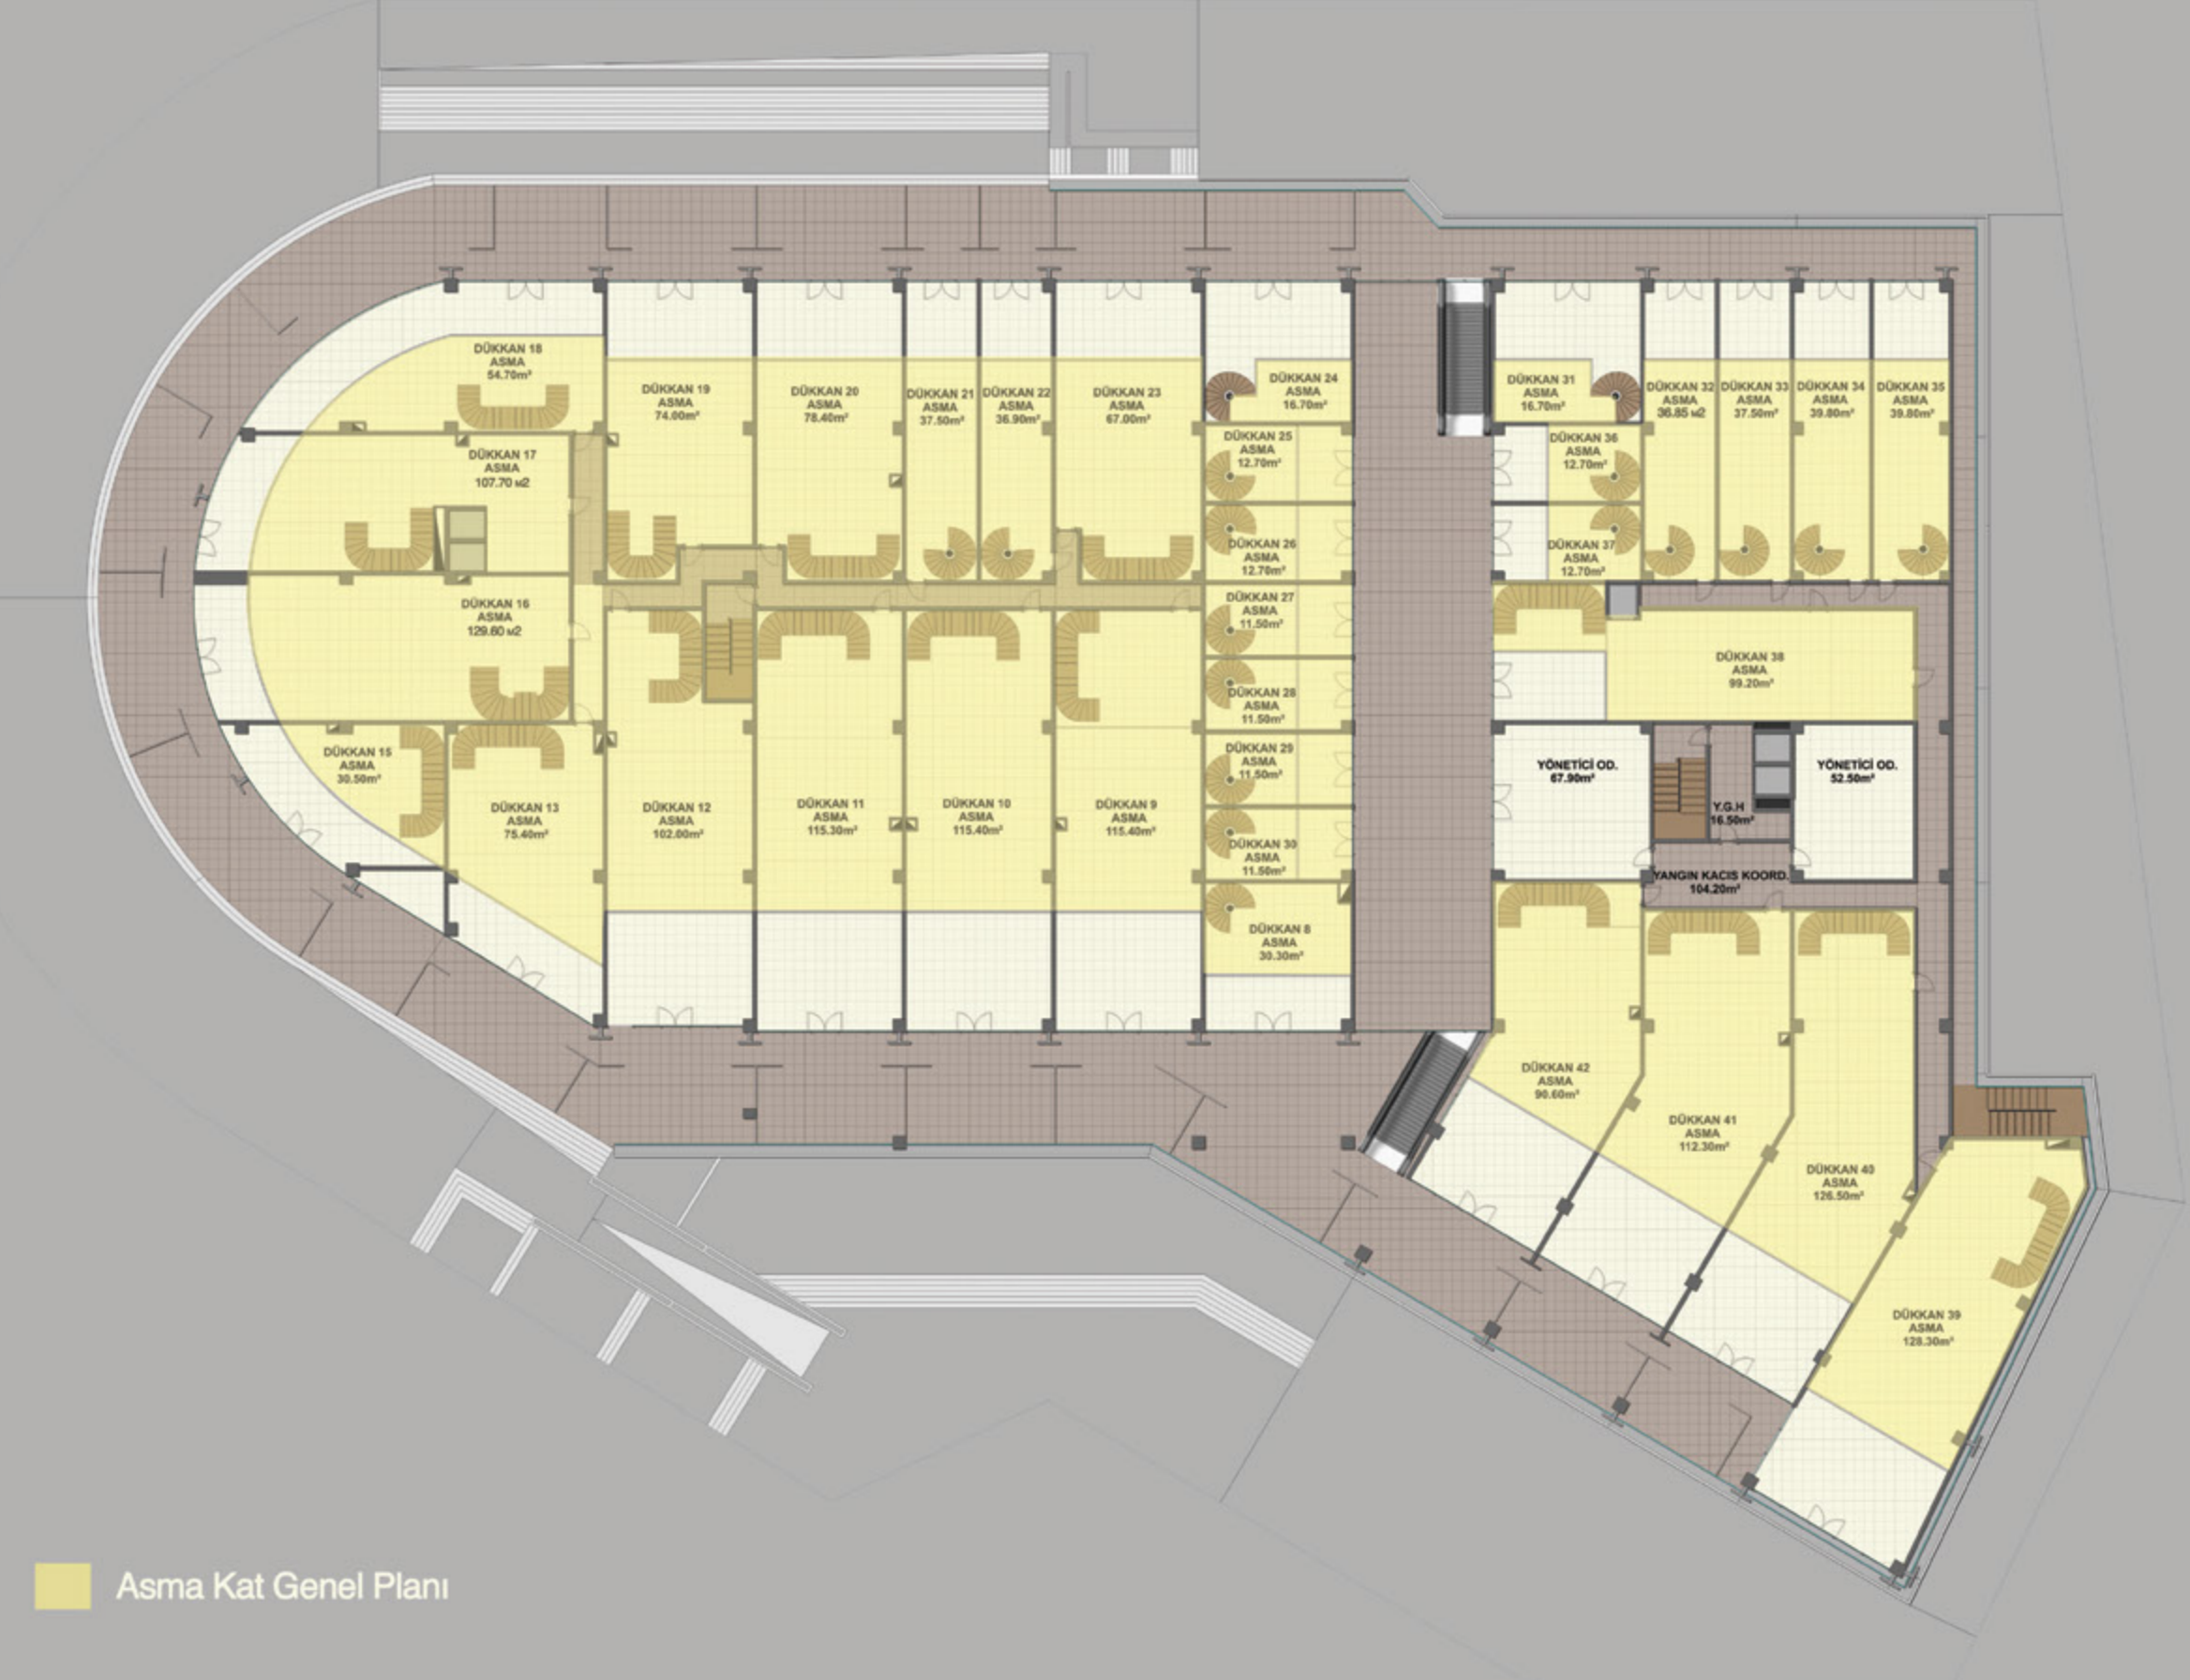 DÜKKAN 18
ASMA
54.70m²
DÜKKAN 17
ASMA
107.70 м2
DÜKKAN 16
ASMA
129.60 м2
DÜKKAN 15
ASMA
30.50m²
DÜKKAN 13
ASMA
75.40m²
DÜKKAN 19
ASMA
74.00m²
DÜKKAN 20
ASMA
78.40m²
DÜKKAN 21
ASMA
37.50m²
DÜKKAN 22
ASMA
36.90m²
DÜKKAN 23
ASMA
67.00m²
DÜKKAN 12
ASMA
102.00m²
DÜKKAN 11
ASMA
115.30m²
DÜKKAN 10
ASMA
115.40m²
DÜKKAN 9
ASMA
115.40m²
DÜKKAN 24
ASMA
16.70m²
DÜKKAN 25
ASMA
12.70m²
DÜKKAN 26
ASMA
12.70m²
DÜKKAN 27
ASMA
11.50m²
DÜKKAN 28
ASMA
11.50m²
DÜKKAN 29
ASMA
11.50m²
DÜKKAN 30
ASMA
11.50m²
DÜKKAN 8
ASMA
30.30m²
DÜKKAN 31
ASMA
16.70m²
DÜKKAN 32
ASMA
36.85 м2
DÜKKAN 33
ASMA
37.50m²
DÜKKAN 34
ASMA
39.80m²
DÜKKAN 35
ASMA
39.80m²
DÜKKAN 36
ASMA
12.70m²
DÜKKAN 37
ASMA
12.70m²
DÜKKAN 38
ASMA
99.20m²
YÖNETİCİ OD.
67.90m²
Y.G.H
16.50m²
YÖNETİCİ OD.
52.50m²
YANGIN KACIS KOORD.
104.20m²
DÜKKAN 42
ASMA
90.60m²
DÜKKAN 41
ASMA
112.30m²
DÜKKAN 40
ASMA
126.50m²
DÜKKAN 39
ASMA
128.30m²
Asma Kat Genel Planı